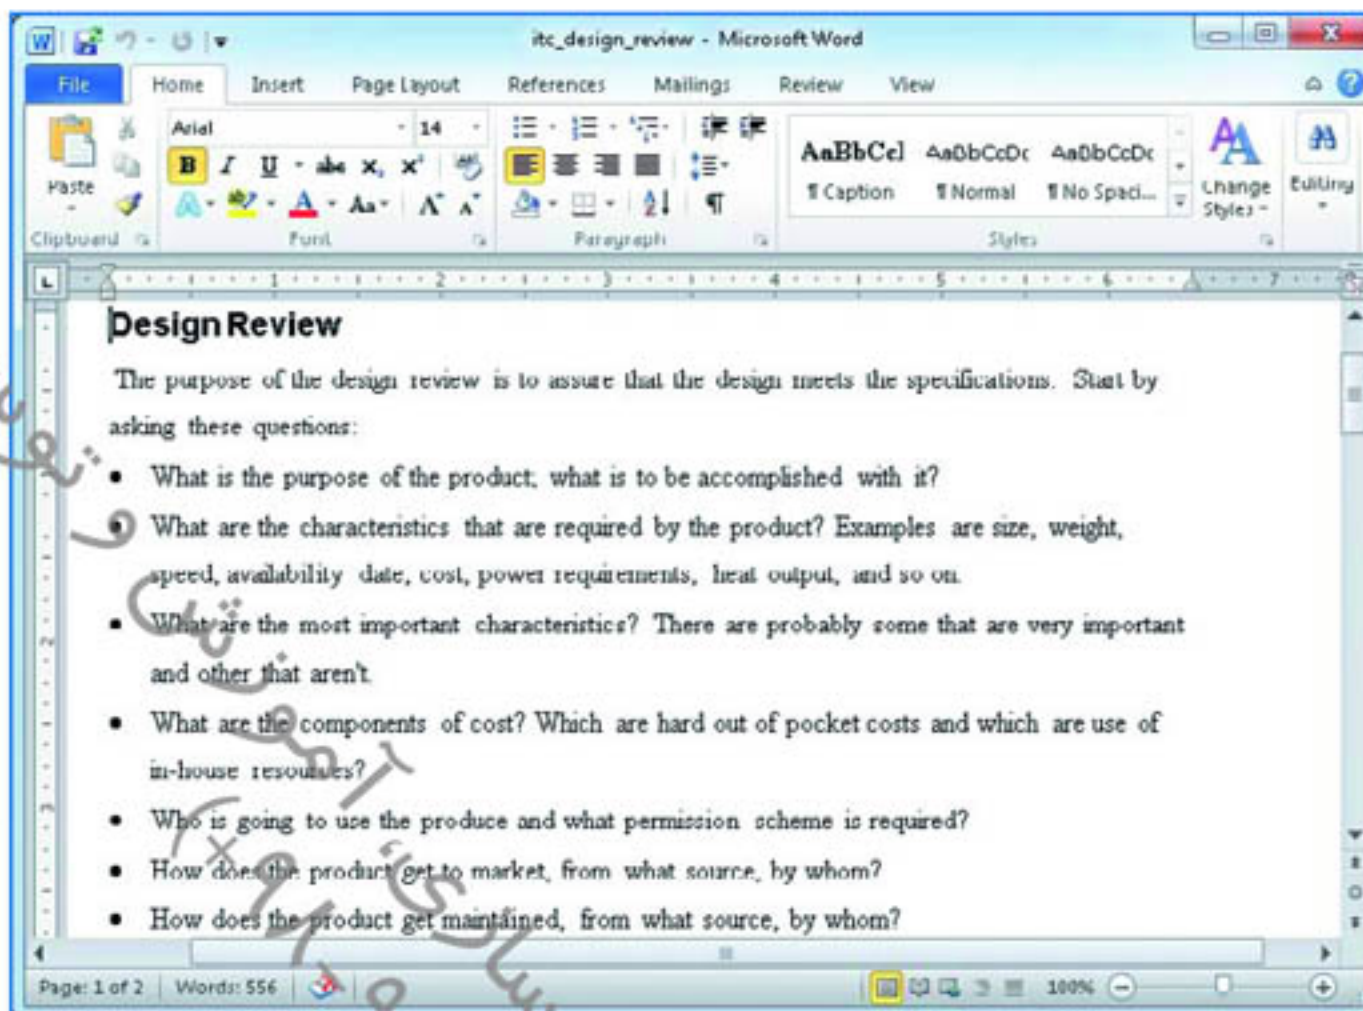 itc_design_review - Microsoft Word
File Home Insert Page Layout References Mailings Review View
Arial 14
Paste
AaBbCcI AaBbCcDc AaBbCcDc
¶ Caption ¶ Normal ¶ No Spaci...
Change Styles
Editing
Clipboard Font Paragraph Styles
1 2 3 4 5 6 7
Design Review
The purpose of the design review is to assure that the design meets the specifications. Start by
asking these questions:
• What is the purpose of the product; what is to be accomplished with it?
• What are the characteristics that are required by the product? Examples are size, weight,
speed, availability date, cost, power requirements, heat output, and so on.
• What are the most important characteristics? There are probably some that are very important
and other that aren't.
• What are the components of cost? Which are hard out of pocket costs and which are use of
in-house resources?
• Who is going to use the produce and what permission scheme is required?
• How does the product get to market, from what source, by whom?
• How does the product get maintained, from what source, by whom?
Page: 1 of 2 Words: 556 100%
آموزش و